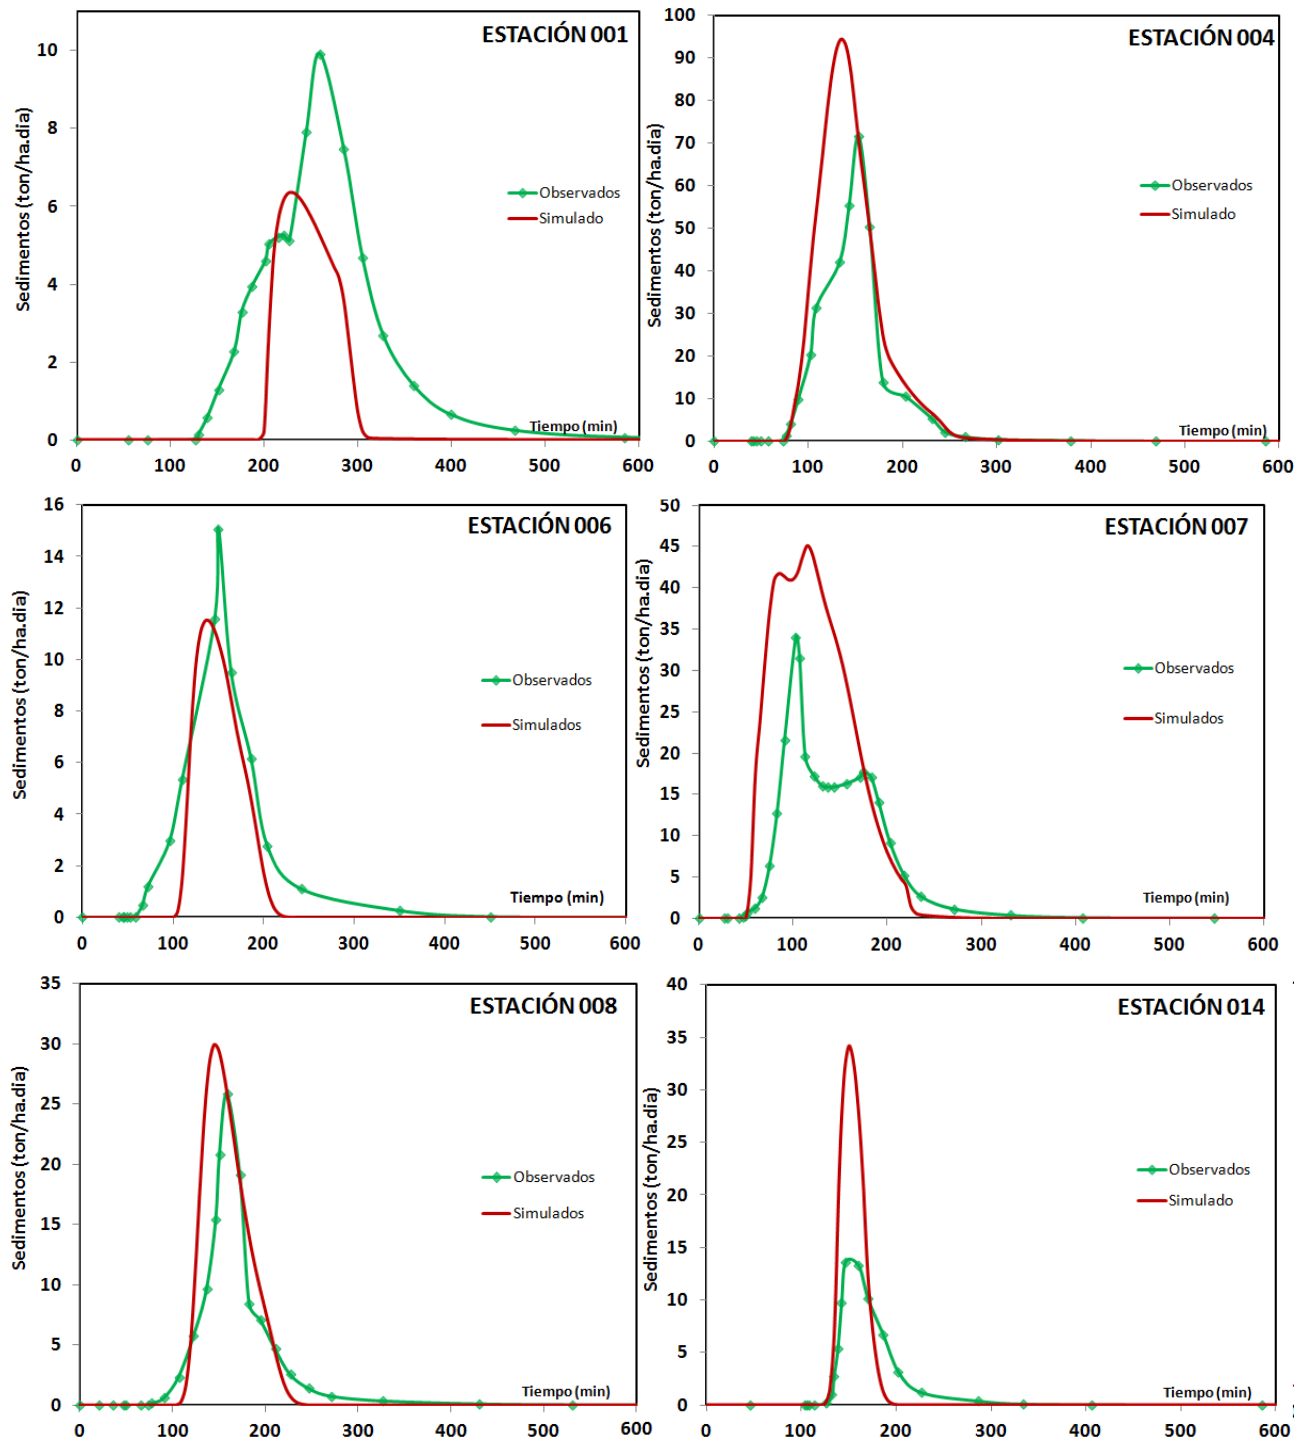 ESTACIÓN 001
Sedimentos (ton/ha.dia)
10
8
6
4
2
0
Observados
Simulado
Tiempo (min)
0 100 200 300 400 500 600
ESTACIÓN 004
Sedimentos (ton/ha.dia)
100
90
80
70
60
50
40
30
20
10
0
Observados
Simulado
Tiempo (min)
0 100 200 300 400 500 600
ESTACIÓN 006
Sedimentos (ton/ha.dia)
16
14
12
10
8
6
4
2
0
Observados
Simulados
Tiempo (min)
0 100 200 300 400 500 600
ESTACIÓN 007
Sedimentos (ton/ha.dia)
50
45
40
35
30
25
20
15
10
5
0
Observados
Simulados
Tiempo (min)
0 100 200 300 400 500 600
ESTACIÓN 008
Sedimentos (ton/ha.dia)
35
30
25
20
15
10
5
0
Observados
Simulados
Tiempo (min)
0 100 200 300 400 500 600
ESTACIÓN 014
Sedimentos (ton/ha.dia)
40
35
30
25
20
15
10
5
0
Observados
Simulado
Tiempo (min)
0 100 200 300 400 500 600